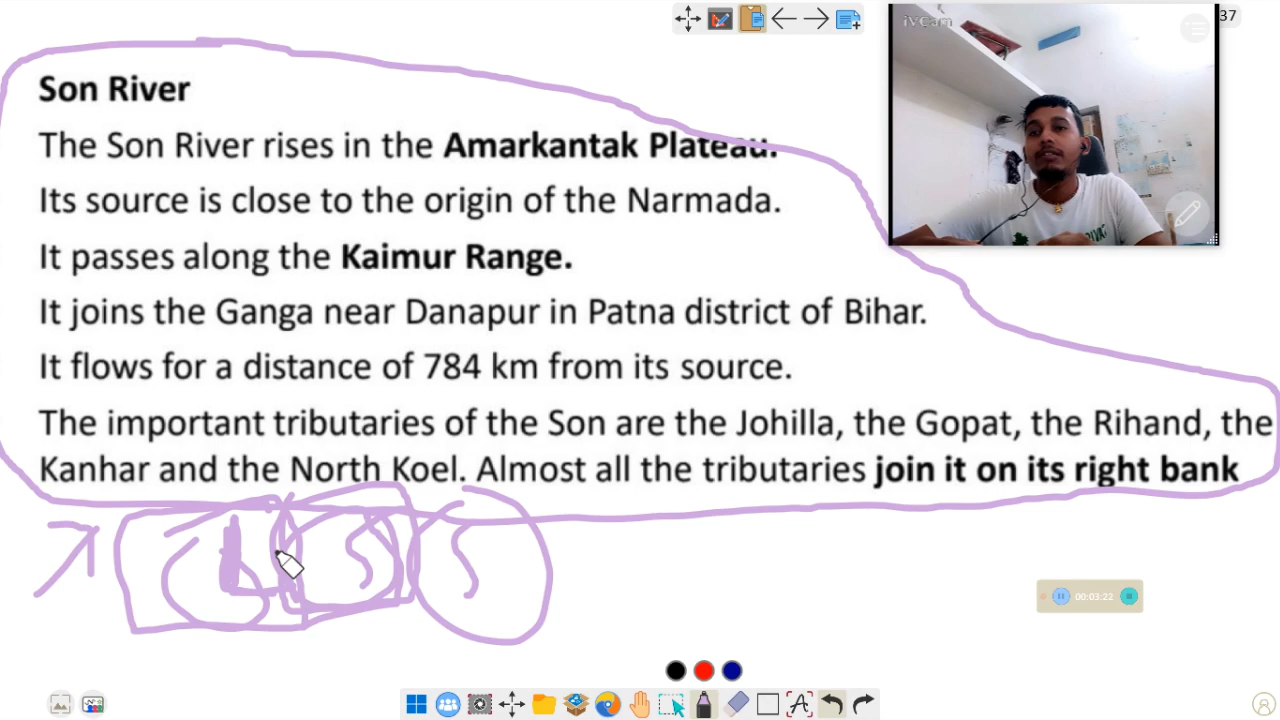 iVCam
37
Son River
The Son River rises in the Amarkantak Plateau.
Its source is close to the origin of the Narmada.
It passes along the Kaimur Range.
It joins the Ganga near Danapur in Patna district of Bihar.
It flows for a distance of 784 km from its source.
The important tributaries of the Son are the Johilla, the Gopat, the Rihand, the
Kanhar and the North Koel. Almost all the tributaries join it on its right bank
L S S
00:03:22